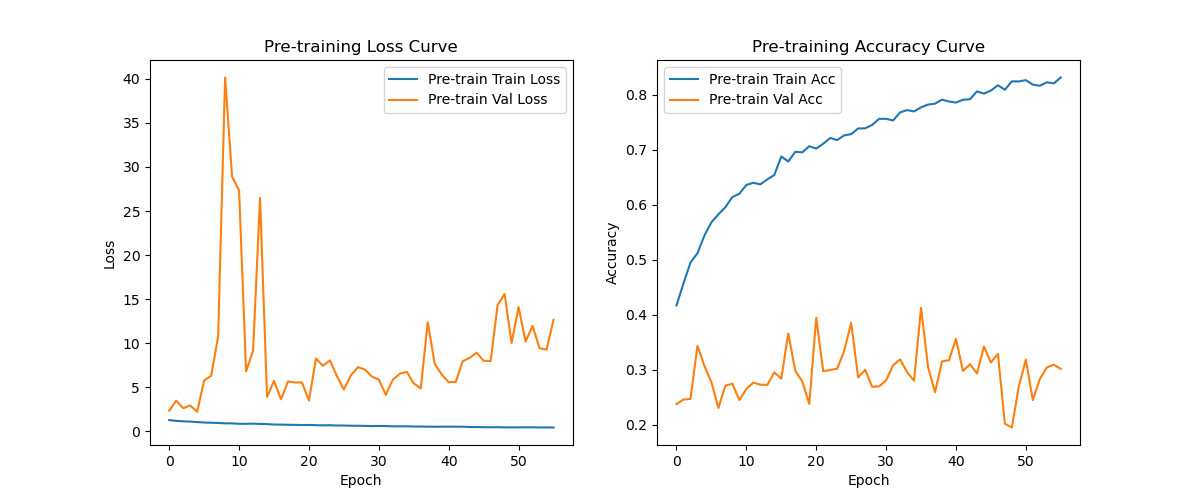 Pre-training Loss Curve
Pre-train Train Loss
Pre-train Val Loss
40
35
30
25
20
15
10
5
0
Loss
0 10 20 30 40 50
Epoch
Pre-training Accuracy Curve
Pre-train Train Acc
Pre-train Val Acc
0.8
0.7
0.6
0.5
0.4
0.3
0.2
Accuracy
0 10 20 30 40 50
Epoch